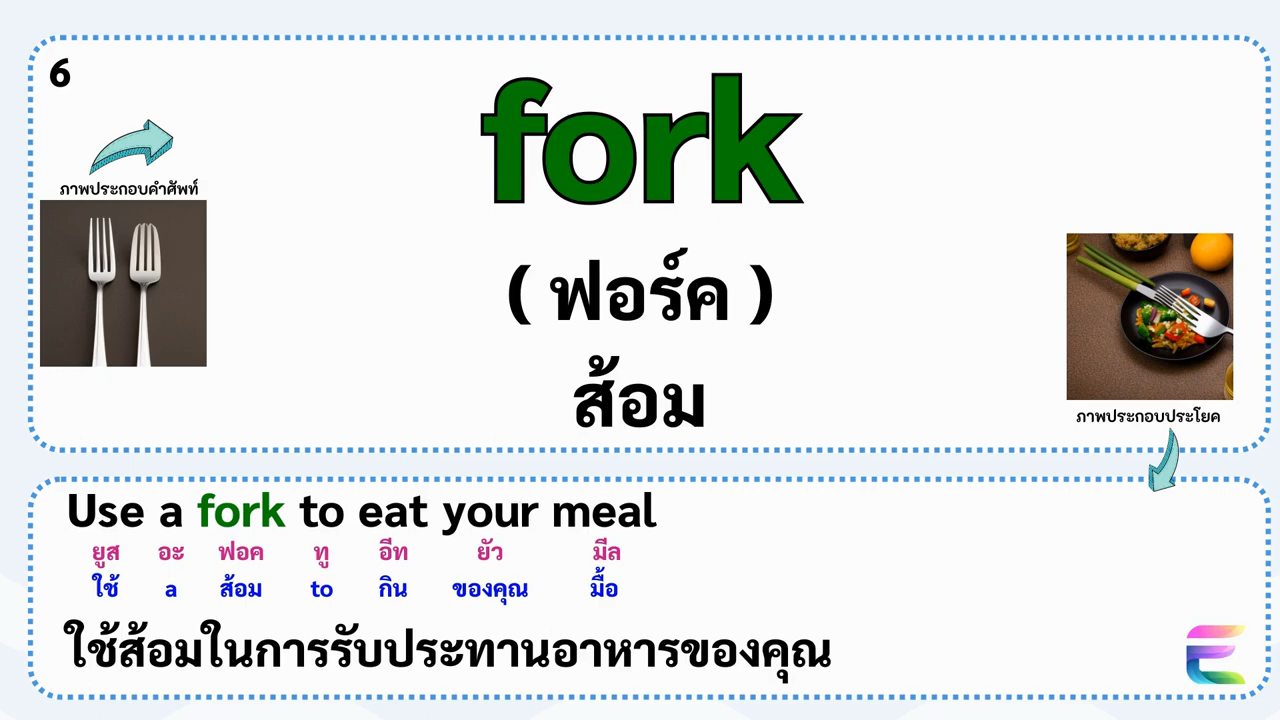 6
fork
( ฟอร์ค )
ส้อม
ภาพประกอบคำศัพท์
ภาพประกอบประโยค
Use a fork to eat your meal
ยูส อะ ฟอค ทู อีท ยัว มีล
ใช้ a ส้อม to กิน ของคุณ มื้อ
ใช้ส้อมในการรับประทานอาหารของคุณ